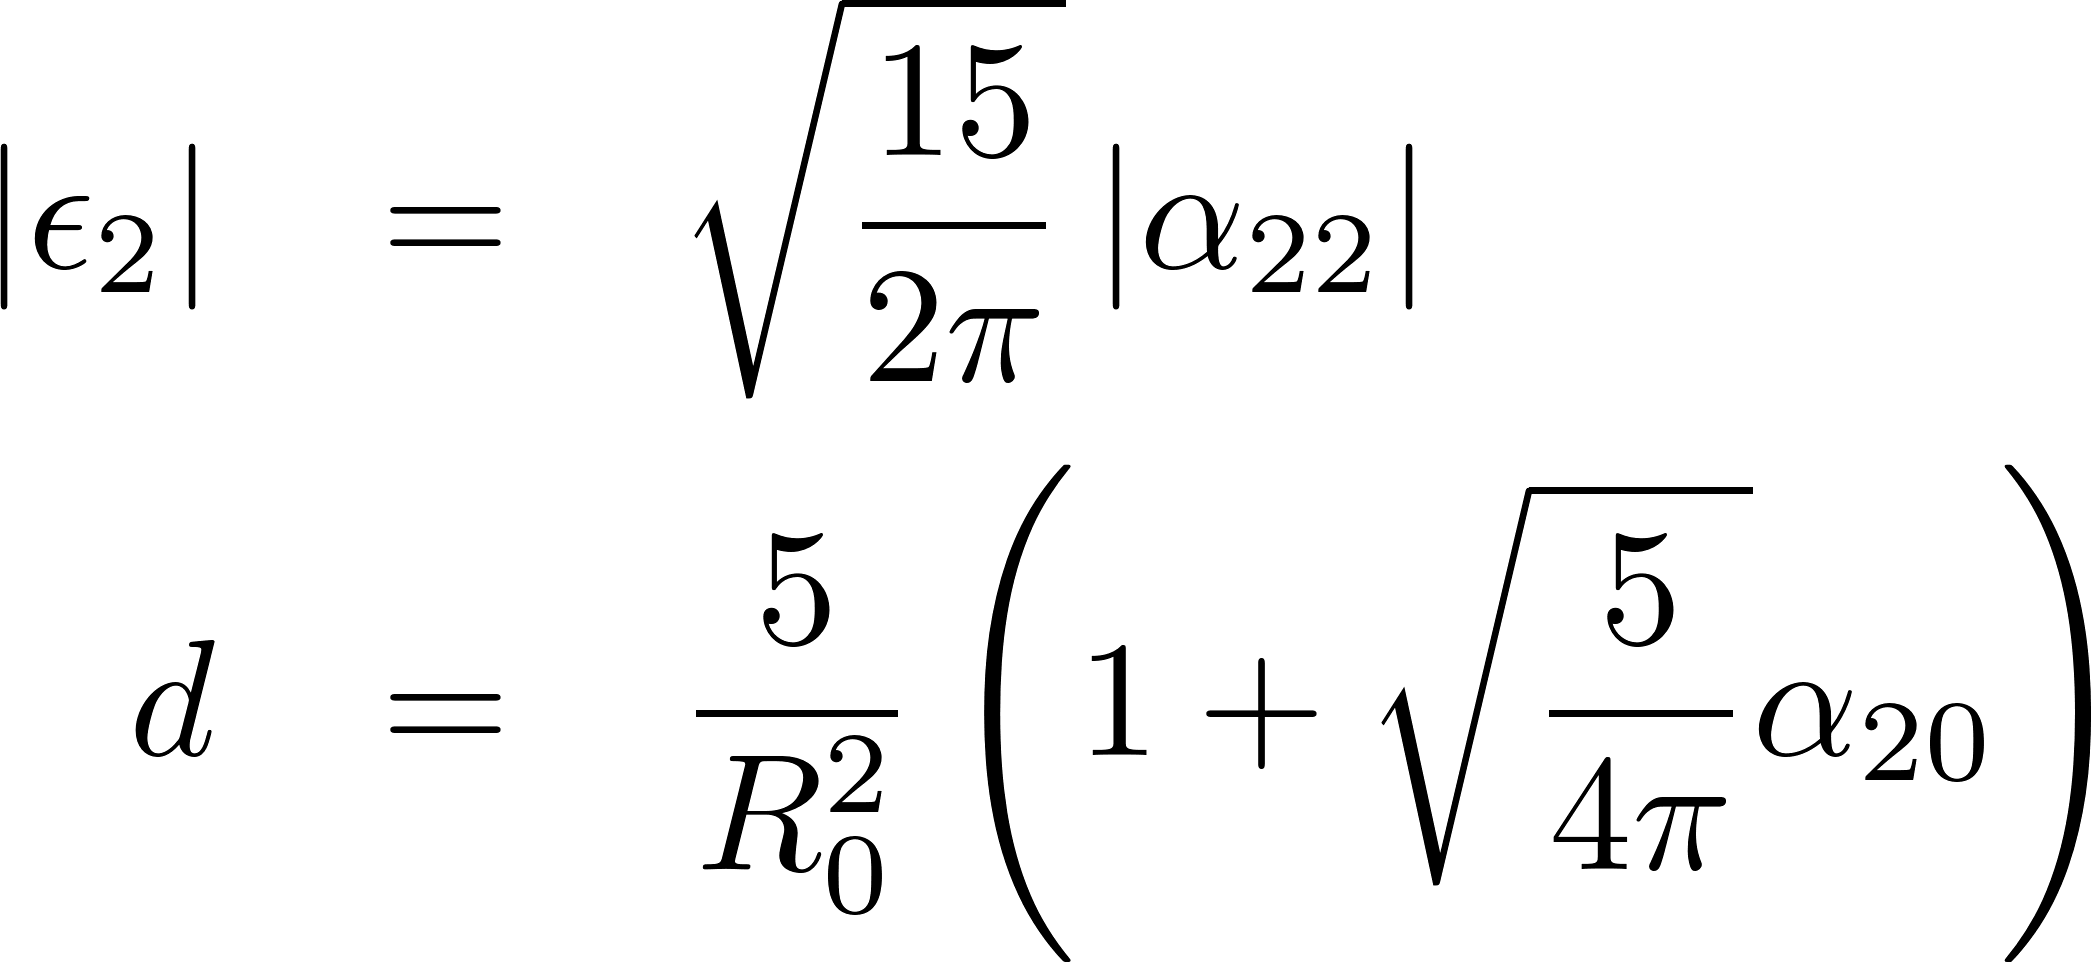 |ϵ₂| = √(15/(2π)) |α₂₂|
d = 5/R₀² (1 + √(5/(4π)) α₂₀)